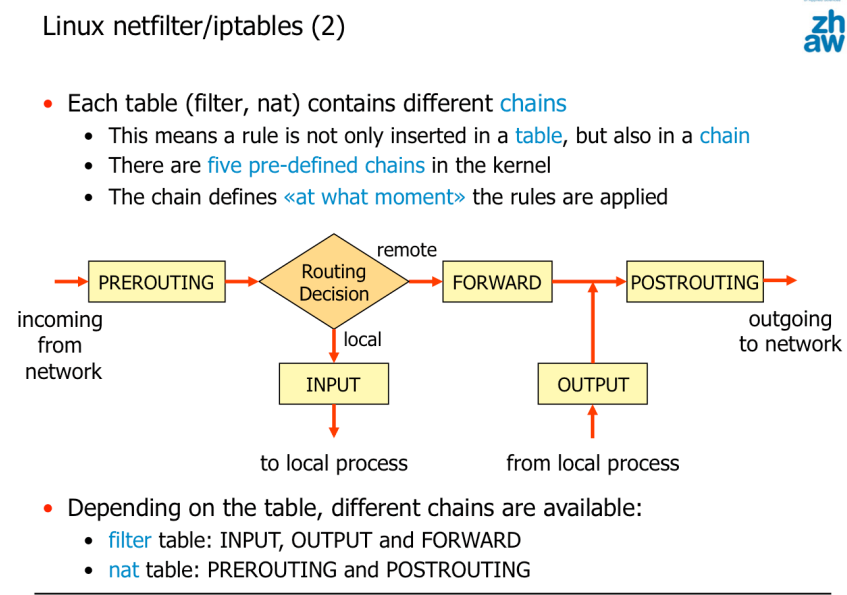 Linux netfilter/iptables (2)
zh
aw
• Each table (filter, nat) contains different chains
• This means a rule is not only inserted in a table, but also in a chain
• There are five pre-defined chains in the kernel
• The chain defines «at what moment» the rules are applied
remote
PREROUTING
Routing
Decision
FORWARD
POSTROUTING
incoming
from
network
local
outgoing
to network
INPUT
OUTPUT
to local process
from local process
• Depending on the table, different chains are available:
• filter table: INPUT, OUTPUT and FORWARD
• nat table: PREROUTING and POSTROUTING